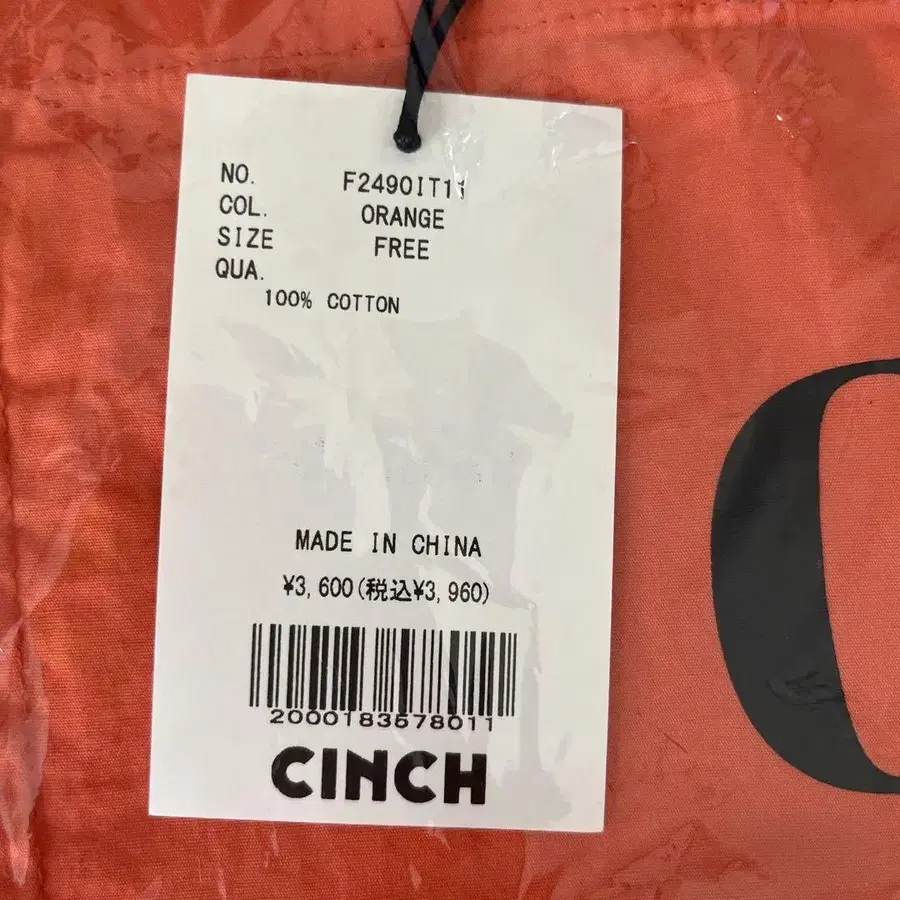 NO. F2490IT11
COL. ORANGE
SIZE FREE
QUA.
100% COTTON
MADE IN CHINA
¥3,600(税込¥3,960)
2000183578011
CINCH